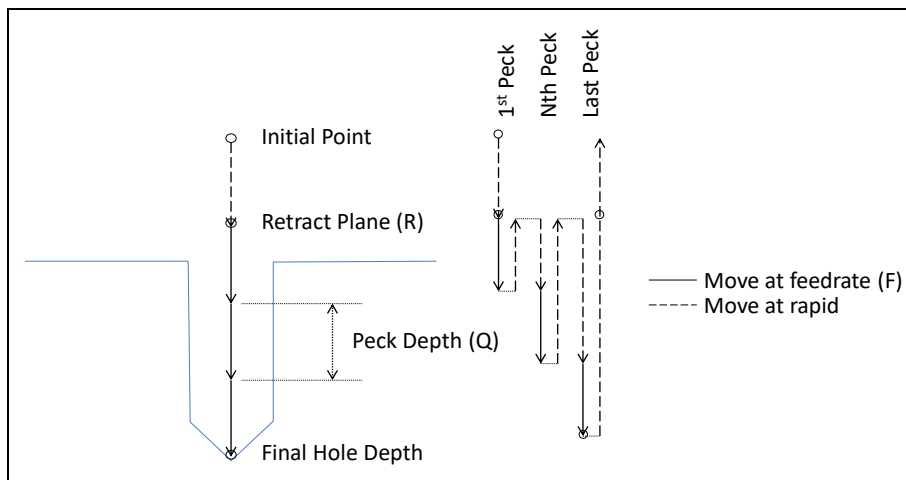 Initial Point
Retract Plane (R)
Peck Depth (Q)
Final Hole Depth
1st Peck
Nth Peck
Last Peck
Move at feedrate (F)
Move at rapid